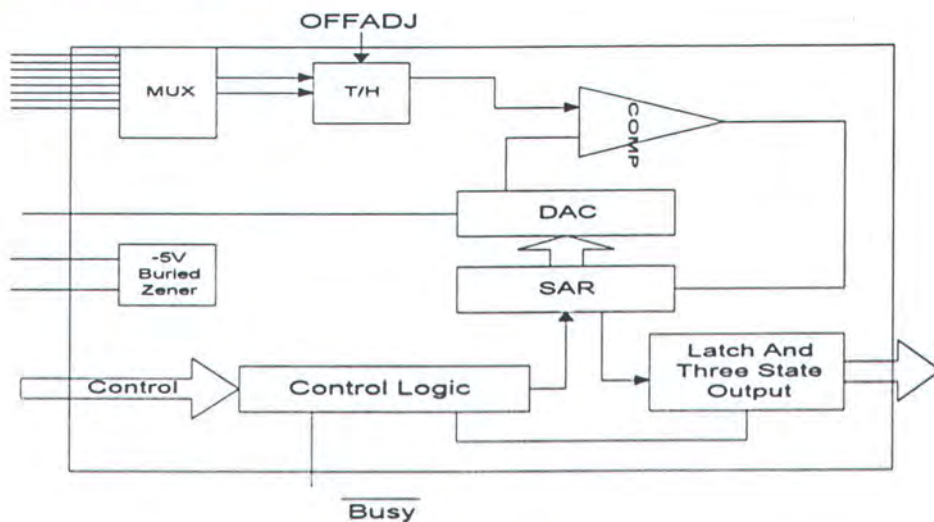 OFFADJ
MUX
T/H
COMP
DAC
-5V
Buried
Zener
SAR
Control
Control Logic
Latch And
Three State
Output
Busy